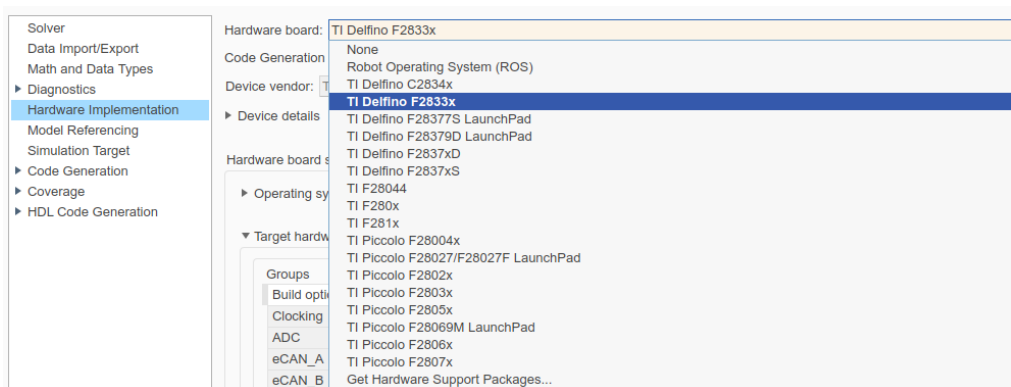 Solver
Data Import/Export
Math and Data Types
Diagnostics
Hardware Implementation
Model Referencing
Simulation Target
Code Generation
Coverage
HDL Code Generation
Hardware board: TI Delfino F2833x
Code Generation
Device vendor: T
Device details
Hardware board s
Operating sy
Target hardw
Groups
Build opti
Clocking
ADC
eCAN_A
eCAN_B
None
Robot Operating System (ROS)
TI Delfino C2834x
TI Delfino F2833x
TI Delfino F28377S LaunchPad
TI Delfino F28379D LaunchPad
TI Delfino F2837xD
TI Delfino F2837xS
TI F28044
TI F280x
TI F281x
TI Piccolo F28004x
TI Piccolo F28027/F28027F LaunchPad
TI Piccolo F2802x
TI Piccolo F2803x
TI Piccolo F2805x
TI Piccolo F28069M LaunchPad
TI Piccolo F2806x
TI Piccolo F2807x
Get Hardware Support Packages...